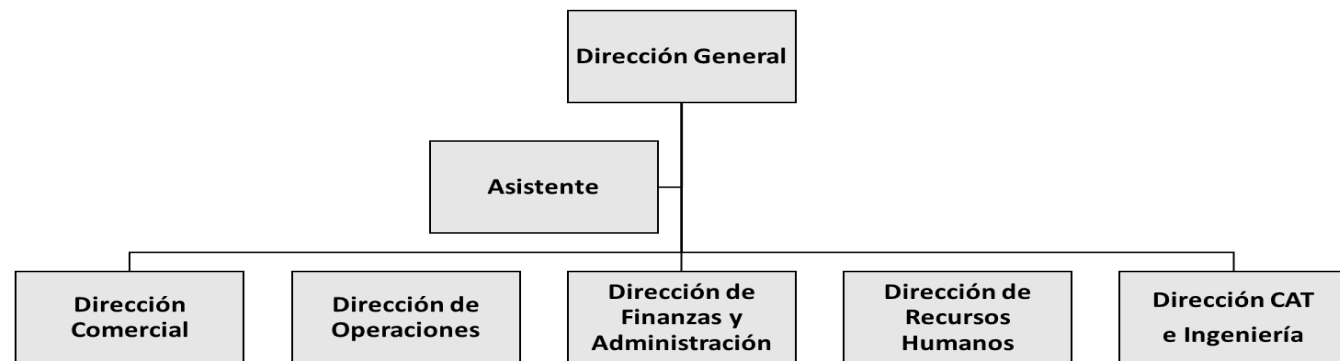 Dirección General
Asistente
Dirección
Comercial
Dirección de
Operaciones
Dirección de
Finanzas y
Administración
Dirección de
Recursos
Humanos
Dirección CAT
e Ingeniería